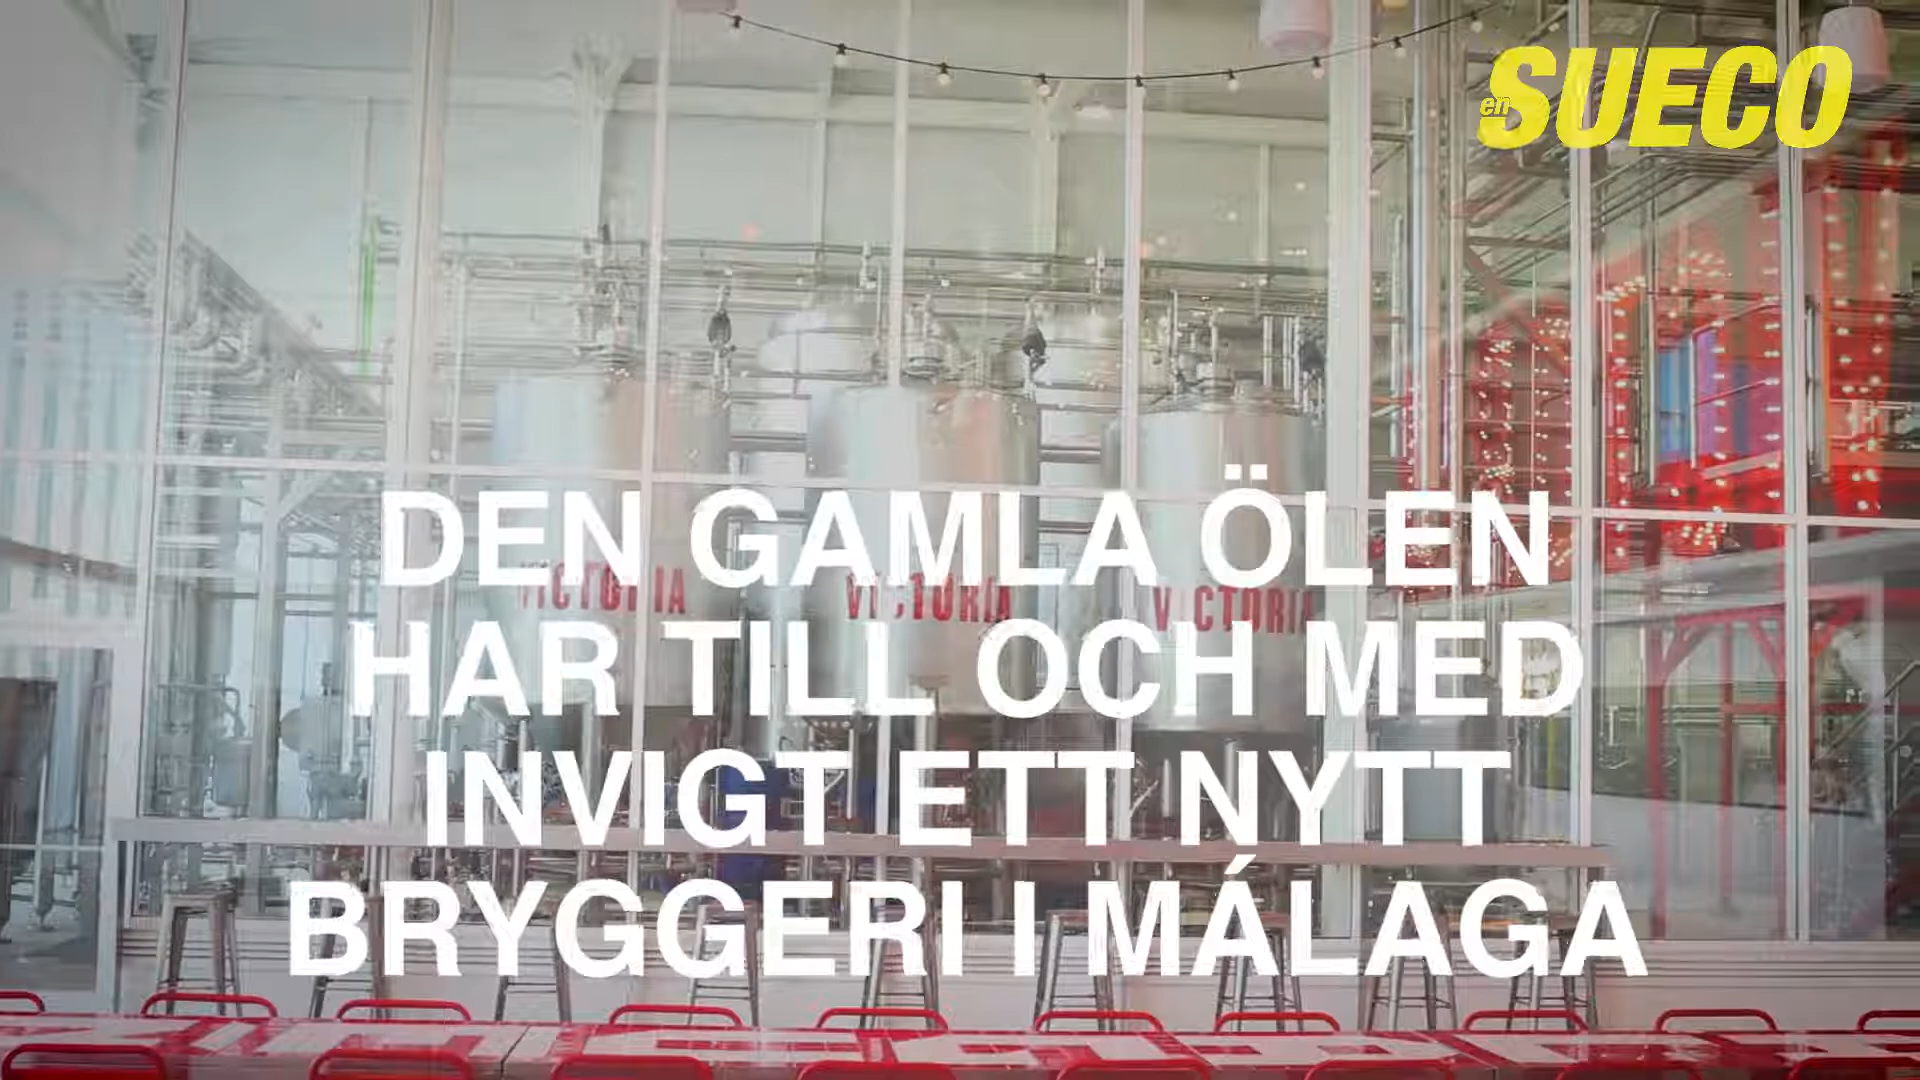 en SUECO
DEN GAMLA ÖLEN
VICTORIA VICTORIA VICTORIA
HAR TILL OCH MED
INVIGT ETT NYTT
BRYGGERI I MÁLAGA